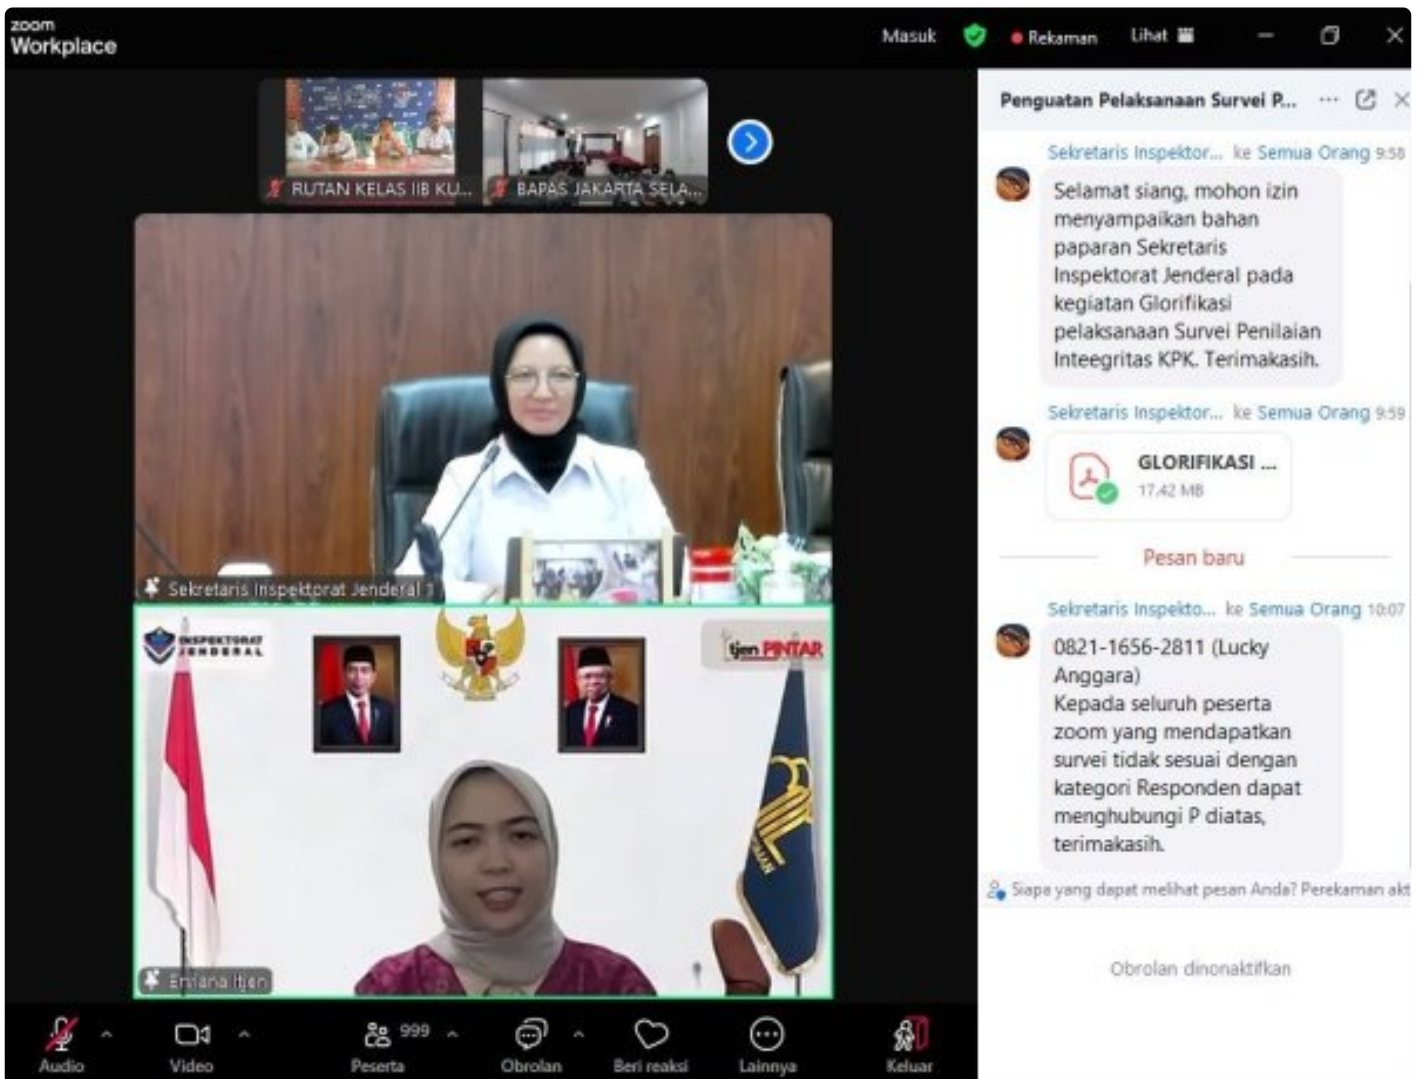 zoom
Workplace
Masuk
Rekaman
Lihat
RUTAN KELAS IIB KU...
BAPAS JAKARTA SELA...
Sekretaris Inspektorat Jenderal 1
INSPEKTORAT
JENDERAL
Itjen PINTAR
Itjen
Audio
Video
999
Peserta
Obrolan
Beri reaksi
Lainnya
Keluar
Penguatan Pelaksanaan Survei P... ...
Sekretaris Inspektor... ke Semua Orang 9:58
Selamat siang, mohon izin
menyampaikan bahan
paparan Sekretaris
Inspektorat Jenderal pada
kegiatan Glorifikasi
pelaksanaan Survei Penilaian
Inteegritas KPK. Terimakasih.
Sekretaris Inspektor... ke Semua Orang 9:59
GLORIFIKASI ...
17.42 MB
Pesan baru
Sekretaris Inspekto... ke Semua Orang 10:07
0821-1656-2811 (Lucky
Anggara)
Kepada seluruh peserta
zoom yang mendapatkan
survei tidak sesuai dengan
kategori Responden dapat
menghubungi P diatas,
terimakasih.
Siapa yang dapat melihat pesan Anda? Perekaman akt
Obrolan dinonaktifkan